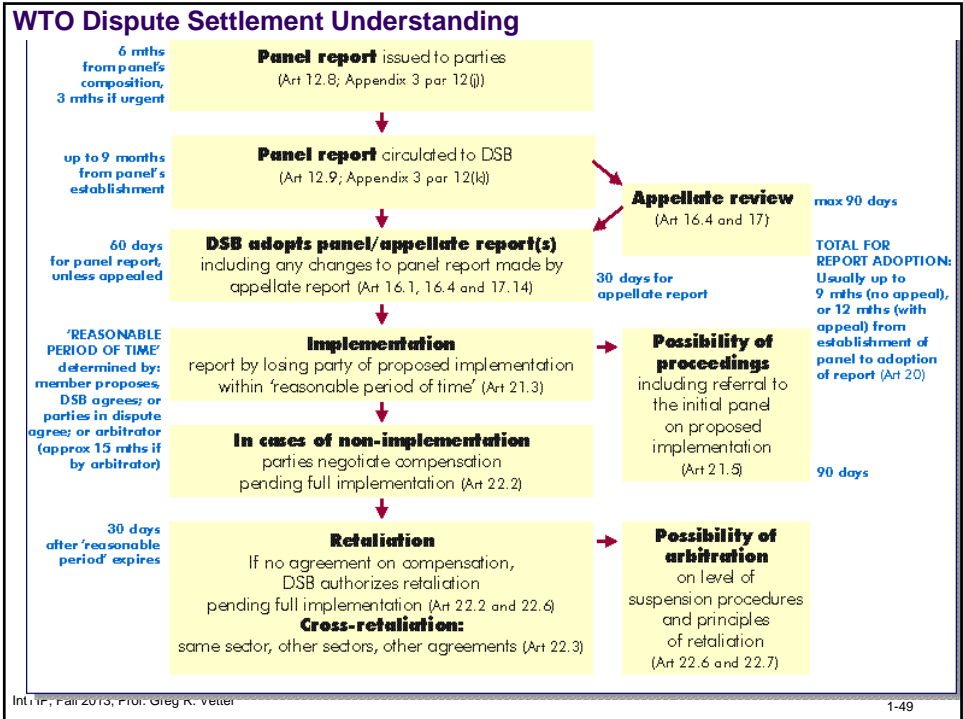 WTO Dispute Settlement Understanding
6 mths
from panel's
composition,
3 mths if urgent
Panel report issued to parties
(Art 12.8; Appendix 3 par 12(j))
up to 9 months
from panel's
establishment
Panel report circulated to DSB
(Art 12.9; Appendix 3 par 12(k))
Appellate review
(Art 16.4 and 17)
max 90 days
60 days
for panel report,
unless appealed
DSB adopts panel/appellate report(s)
including any changes to panel report made by
appellate report (Art 16.1, 16.4 and 17.14)
30 days for
appellate report
TOTAL FOR
REPORT ADOPTION:
Usually up to
9 mths (no appeal),
or 12 mths (with
appeal) from
establishment of
panel to adoption
of report (Art 20)
'REASONABLE
PERIOD OF TIME'
determined by:
member proposes,
DSB agrees; or
parties in dispute
agree; or arbitrator
(approx 15 mths if
by arbitrator)
Implementation
report by losing party of proposed implementation
within 'reasonable period of time' (Art 21.3)
Possibility of
proceedings
including referral to
the initial panel
on proposed
implementation
(Art 21.5)
90 days
In cases of non-implementation
parties negotiate compensation
pending full implementation (Art 22.2)
30 days
after 'reasonable
period' expires
Retaliation
If no agreement on compensation,
DSB authorizes retaliation
pending full implementation (Art 22.2 and 22.6)
Cross-retaliation:
same sector, other sectors, other agreements (Art 22.3)
Possibility of
arbitration
on level of
suspension procedures
and principles
of retaliation
(Art 22.6 and 22.7)
Int'l IP, Fall 2013, Prof. Greg R. Vetter
1-49